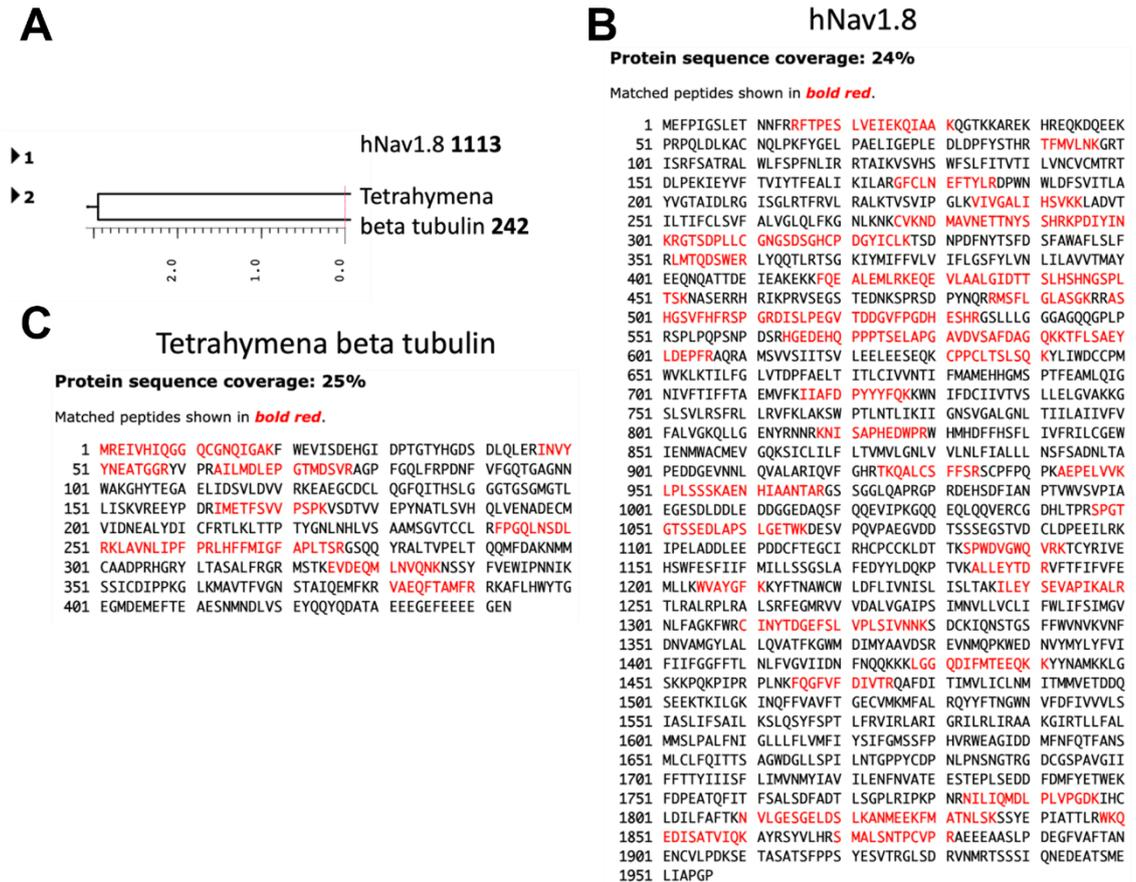 A
1
hNav1.8 1113
2
Tetrahymena
beta tubulin 242
2.0
1.0
0.0
B
hNav1.8
Protein sequence coverage: 24%
Matched peptides shown in bold red.
1 MEFPIGSLET NNFRRFTPES LVEIEKQIAA KQGTKKAREK HREQKDQEEK
51 PRPQLDLKAC NQLPKFYGEL PAELIGEPLE DLDPFYSTHR TFMVLNKGRT
101 ISRFSATRAL WLFSPFNLIR RTAIKVSVHS WFSLFITVTI LVNCVCMTRT
151 DLPEKIEYVF TVIYTFEALI KILARGFCLN EFTYLRDPWN WLDFSVITLA
201 YVGTAIDLRG ISGLRTFRVL RALKTVSVIP GLKVIVGALI HSVKKLADVT
251 ILTIFCLSVF ALVGLQLFKG NLKNKCVKND MAVNETTNYS SHRKPDIYIN
301 KRGTSDPLLC GNGSDSGHCP DGYICLKTSD NPDFNYTSFD SFAWAFLSLF
351 RLMTQDSWER LYQQTLRTSG KIYMIFFVLV IFLGSFYLVN LILAVVTMAY
401 EEQNQATTDE IEAKEKKFQE ALEMLRKEQE VLAALGIDTT SLHSHNGSPL
451 TSKNASERRH RIKPRVSEGS TEDNKSPRSD PYNQRRMSFL GLASGKRRAS
501 HGSVFHFRSP GRDISLPEGV TDDGVFPGDH ESHRGSLLLG GGAGQQGPLP
551 RSPLPQPSNP DSRHGEDEHQ PPPTSELAPG AVDVSAFDAG QKKTFLSAEY
601 LDEPFRAQRA MSVVSIITSV LEELEESEQK CPPCLTSLSQ KYLIWDCCPM
651 WVKLKTILFG LVTDPFAELT ITLCIVVNTI FMAMEHHGMS PTFEAMLQIG
701 NIVFTIFFTA EMVFKIIAFD PYYYFQKKWN IFDCIIVTVS LLELGVAKKG
751 SLSVLRSFRL LRVFKLAKSW PTLNTLIKII GNSVGALGNL TIILAIIVFV
801 FALVGKQLLG ENYRNNRKNI SAPHEDWPRW HMHDFFHSFL IVFRILCGEW
851 IENMWACMEV GQKSICLILF LTVMVLGNLV VLNLFIALLL NSFSADNLTA
901 PEDDGEVNNL QVALARIQVF GHRTKQALCS FFSRSCPFPQ PKAEPELVVK
951 LPLSSSKAEN HIAANTARGS SGGLQAPRGP RDEHSDFIAN PTVWVSVPIA
1001 EGESDLDDLE DDGGEDAQSF QQEVIPKGQQ EQLQQVERCG DHLTPRSPGT
1051 GTSSEDLAPS LGETWKDESV PQVPAEGVDD TSSSEGSTVD CLDPEEILRK
1101 IPELADDLEE PDDCFTEGCI RHCPCCKLDT TKSPWDVGWQ VRKTCYRIVE
1151 HSWFESFIIF MILLSSGSLA FEDYYLDQKP TVKALLEYTD RVFTFIFVFE
1201 MLLKWVAYGF KKYFTNAWCW LDFLIVNISL ISLTAKILEY SEVAPIKALR
1251 TLRALRPLRA LSRFEGMRVV VDALVGAIPS IMNVLLVCLI FWLIFSIMGV
1301 NLFAGKFWRC INYTDGEFSL VPLSIVNNKS DCKIQNSTGS FFWVNVKVNF
1351 DNVAMGYLAL LQVATFKGWM DIMYAAVDSR EVNMQPKWED NVYMYLYFVI
1401 FIIFGGFFTL NLFVGVIIDN FNQQKKKLGG QDIFMTEEQK KYYNAMKKLG
1451 SKKPQKPIPR PLNKFQGFVF DIVTRQAFDI TIMVLICLNM ITMMVETDDQ
1501 SEEKTKILGK INQFFVAVFT GECVMKMFAL RQYYFTNGWN VFDFIVVVLS
1551 IASLIFSAIL KSLQSYFSPT LFRVIRLARI GRILRLIRAA KGIRTLLFAL
1601 MMSLPALFNI GLLLFLVMFI YSIFGMSSFP HVRWEAGIDD MFNFQTFANS
1651 MLCLFQITTS AGWDGLLSPI LNTGPPYCDP NLPNSNGTRG DCGSPAVGII
1701 FFTTYIIISF LIMVNMYIAV ILENFNVATE ESTEPLSEDD FDMFYETWEK
1751 FDPEATQFIT FSALSDFADT LSGPLRIPKP NRNILIQMDL PLVPGDKIHC
1801 LDILFAFTKN VLGESGELDS LKANMEEKFM ATNLSKSSYE PIATTLRWKQ
1851 EDISATVIQK AYRSYVLHRS MALSNTPCVP RAEEEAASLP DEGFVAFTAN
1901 ENCVLPDKSE TASATSFPPS YESVTRGLSD RVNMRTSSSI QNEDEATSME
1951 LIAPGP
C
Tetrahymena beta tubulin
Protein sequence coverage: 25%
Matched peptides shown in bold red.
1 MREIVHIQGG QCGNQIGAKF WEVISDEHGI DPTGTYHGDS DLQLERINVY
51 YNEATGGRYV PRAILMDLEP GTMDSVRAGP FGQLFRPDNF VFGQTGAGNN
101 WAKGHYTEGA ELIDSVLDVV RKEAEGCDCL QGFQITHSLG GGTGSGMGTL
151 LISKVREEYP DRIMETFSVV PSPKVSDTVV EPYNATLSVH QLVENADECM
201 VIDNEALYDI CFRTLKLTTP TYGNLNHLVS AAMSGVTCCL RFPGQLNSDL
251 RKLAVNLIPF PRLHFFMIGF APLTSRGSQQ YRALTVPELT QQMFDAKNMM
301 CAADPRHGRY LTASALFRGR MSTKEVDEQM LNVQNKNSSY FVEWIPNNIK
351 SSICDIPPKG LKMAVTFVGN STAIQEMFKR VAEQFTAMFR RKAFLHWYTG
401 EGMDEMEFTE AESNMNDLVS EYQQYQDATA EEEGEFEEEE GEN